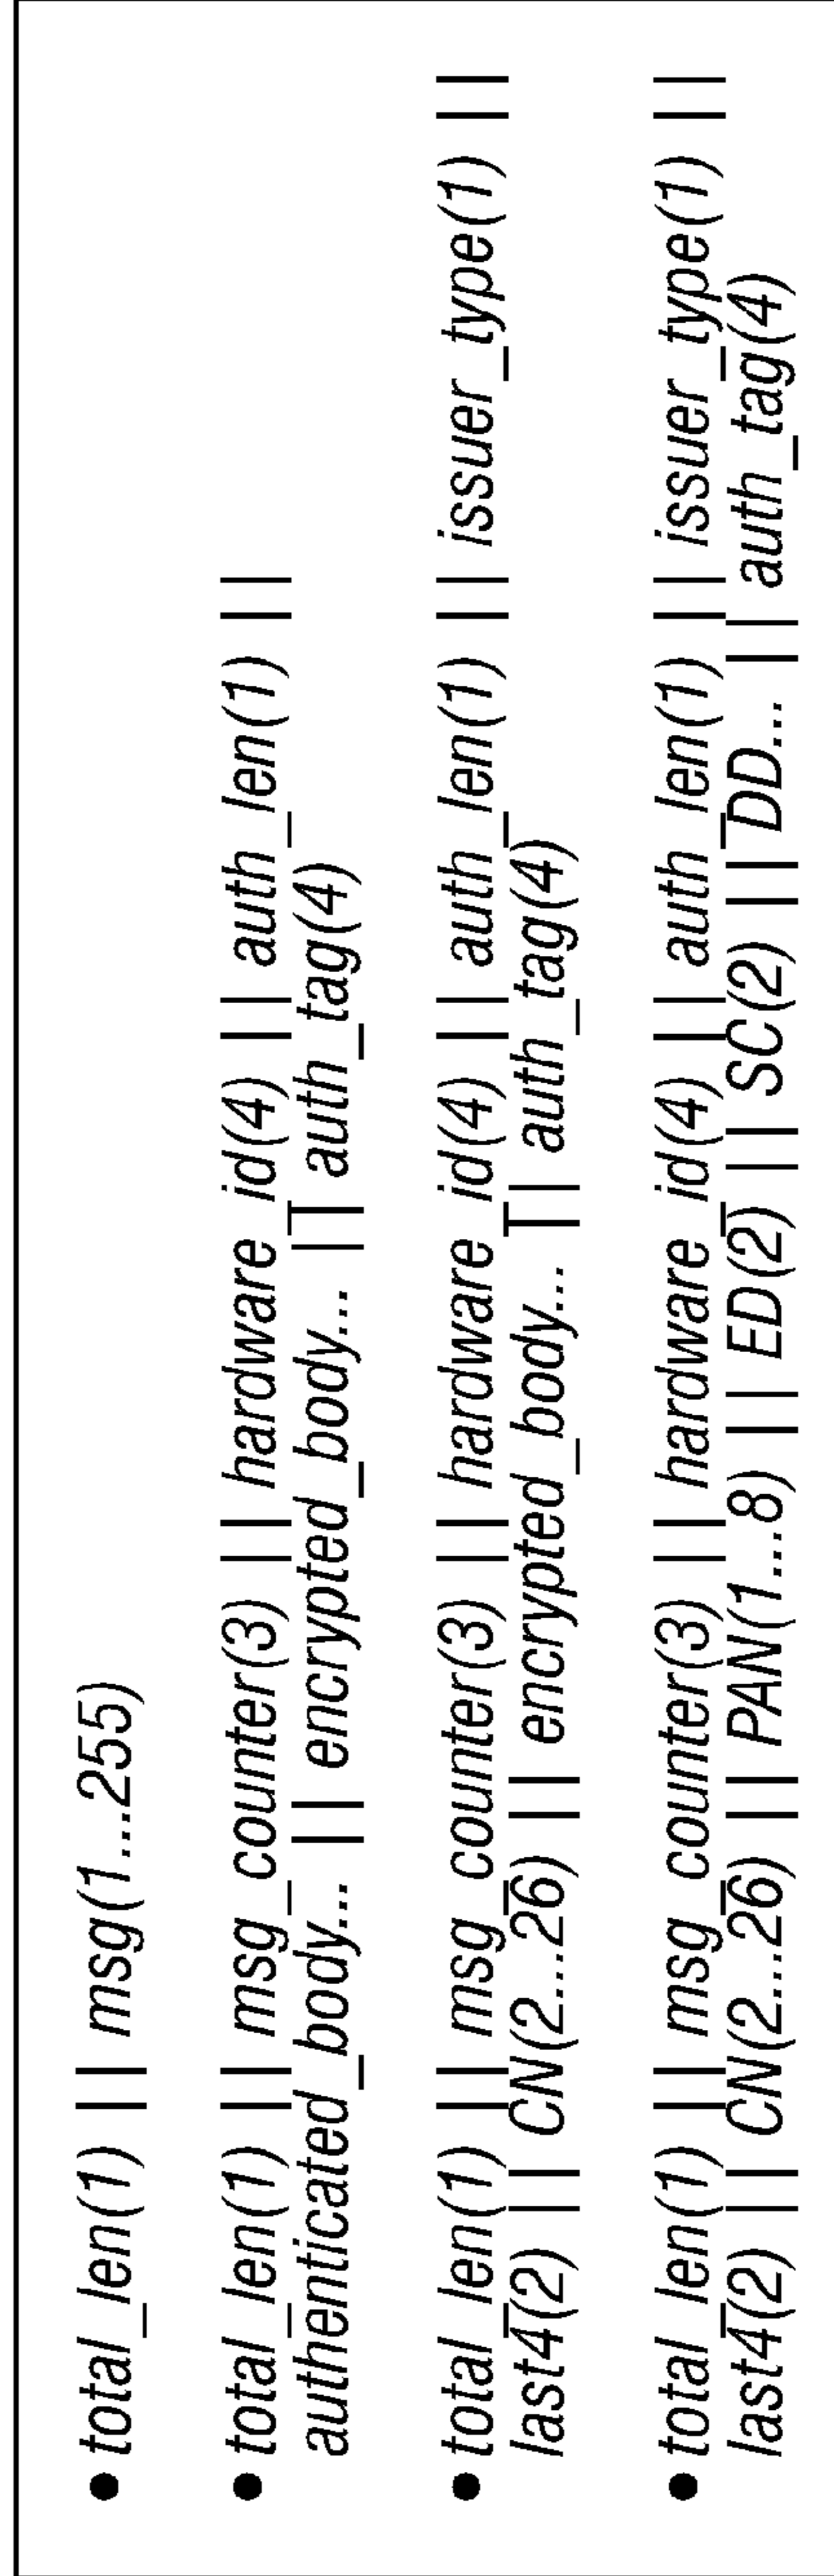 • total_len(1) || msg(1...255)
• total_len(1) || msg_counter(3) || hardware_id(4) || auth_len(1) ||
authenticated_body... || encrypted_body... || auth_tag(4)
• total_len(1) || msg_counter(3) || hardware_id(4) || auth_len(1) || issuer_type(1) ||
last4(2) || CN(2...26) || encrypted_body... || auth_tag(4)
• total_len(1) || msg_counter(3) || hardware_id(4) || auth_len(1) || issuer_type(1) ||
last4(2) || CN(2...26) || PAN(1...8) || ED(2) || SC(2) || DD... || auth_tag(4)